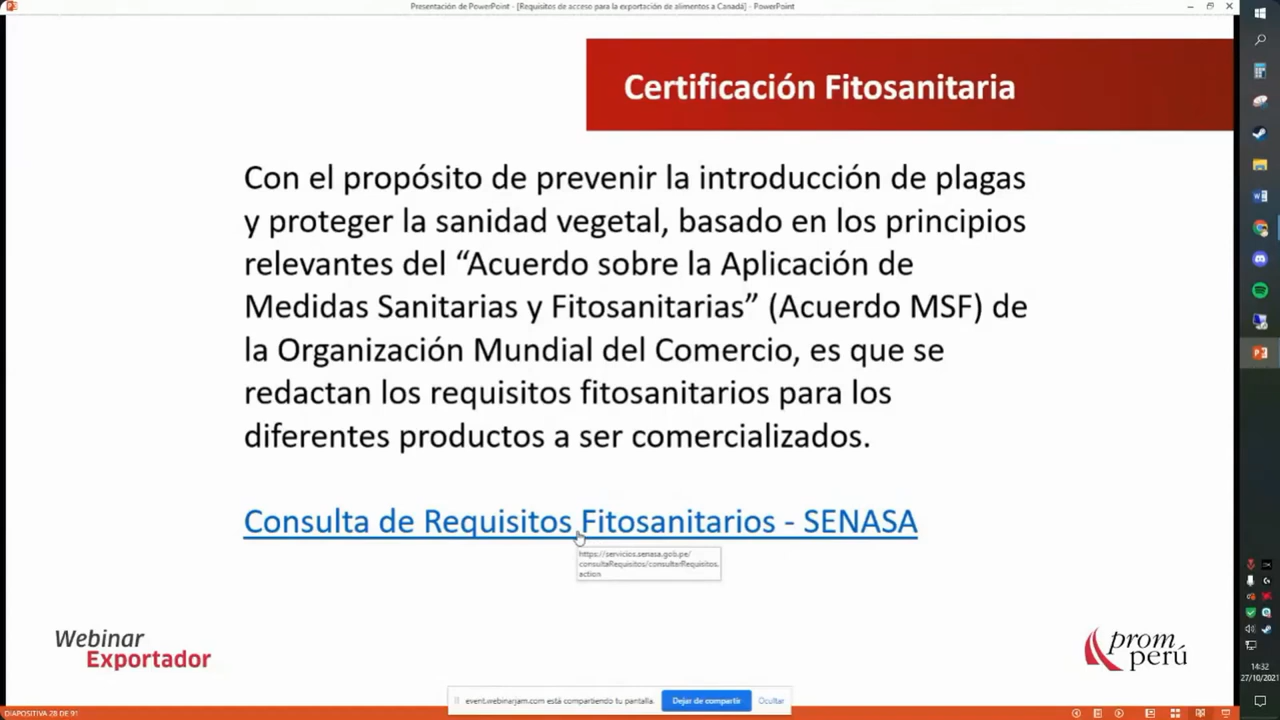 Presentación de PowerPoint - [Requisitos de acceso para la exportación de alimentos a Canadá] - PowerPoint
Certificación Fitosanitaria
Con el propósito de prevenir la introducción de plagas
y proteger la sanidad vegetal, basado en los principios
relevantes del “Acuerdo sobre la Aplicación de
Medidas Sanitarias y Fitosanitarias” (Acuerdo MSF) de
la Organización Mundial del Comercio, es que se
redactan los requisitos fitosanitarios para los
diferentes productos a ser comercializados.
Consulta de Requisitos Fitosanitarios - SENASA
https://servicios.senasa.gob.pe/
consultaRequisitos/consultarRequisitos.
action
Webinar
Exportador
prom
perú
event.webinarjam.com está compartiendo tu pantalla.
Dejar de compartir
Ocultar
DIAPOSITIVA 28 DE 91
14:32
27/10/2021